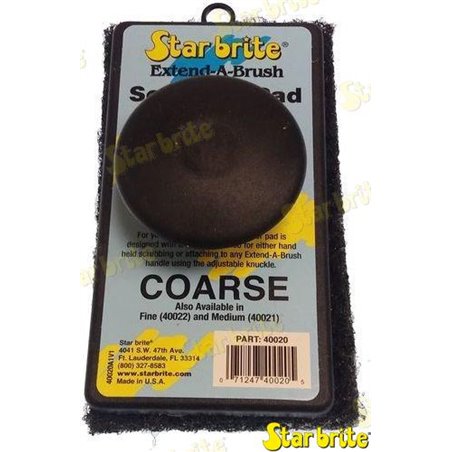 Star brite®
Extend-A-Brush
For
pad is
designed for either hand
held scrubbing or attaching to any Extend-A-Brush
handle using the adjustable knuckle.
COARSE
Also Available in
Fine (40022) and Medium (40021)
Star brite®
4041 S.W. 47th Ave.
Ft. Lauderdale, FL 33314
(800) 327-8583
www.starbrite.com
Made in U.S.A.
40020A1V1
PART: 40020
0 71247 40020 5
Star brite®